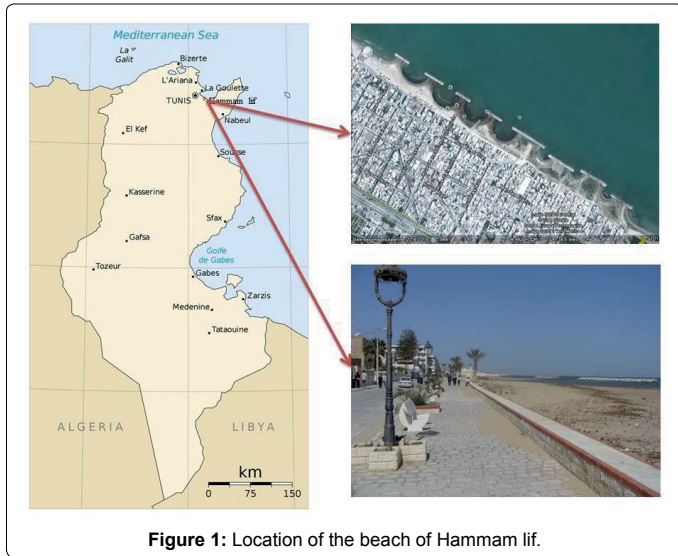 Mediterranean Sea
La
Galit
Bizerte
L'Ariana
La Goulette
TUNIS
Hammam lif
Nabeul
El Kef
Sousse
Kasserine
Sfax
Gafsa
Golfe
de Gabes
Tozeur
Gabes
Zarzis
Medenine
Tataouine
ALGERIA
LIBYA
km
0 75 150
Figure 1: Location of the beach of Hammam lif.